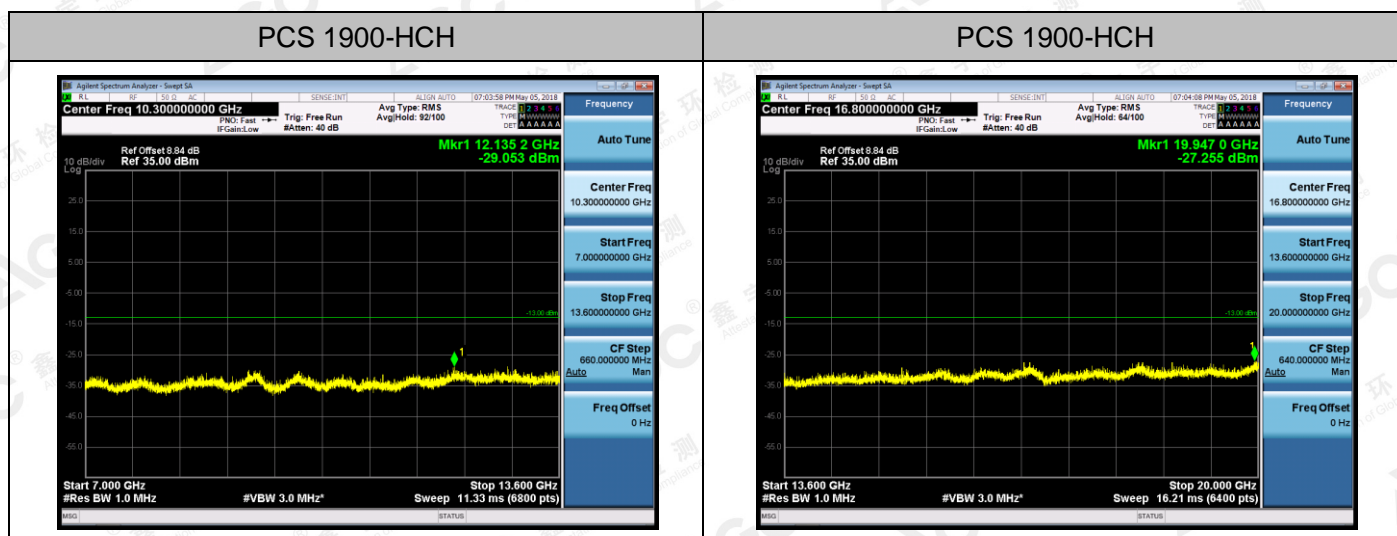 PCS 1900-HCH
Agilent Spectrum Analyzer - Swept SA
RL RF 50 Ω AC SENSE:INT ALIGN AUTO 07:03:58 PM May 05, 2018
Center Freq 10.300000000 GHz
PNO: Fast
IFGain:Low
Trig: Free Run
#Atten: 40 dB
Avg Type: RMS
Avg|Hold: 92/100
TRACE 1 2 3 4 5 6
TYPE M W W W W W
DET A A A A A A
Ref Offset 8.84 dB
Ref 35.00 dBm
10 dB/div
Log
Mkr1 12.135 2 GHz
-29.053 dBm
25.0
15.0
5.00
-5.00
-15.0
-25.0
-35.0
-45.0
-55.0
-13.00 dBm
1
Start 7.000 GHz
#Res BW 1.0 MHz
#VBW 3.0 MHz*
Stop 13.600 GHz
Sweep 11.33 ms (6800 pts)
MSG STATUS
Frequency
Auto Tune
Center Freq
10.300000000 GHz
Start Freq
7.000000000 GHz
Stop Freq
13.600000000 GHz
CF Step
660.000000 MHz
Auto Man
Freq Offset
0 Hz
PCS 1900-HCH
Agilent Spectrum Analyzer - Swept SA
RL RF 50 Ω AC SENSE:INT ALIGN AUTO 07:04:08 PM May 05, 2018
Center Freq 16.800000000 GHz
PNO: Fast
IFGain:Low
Trig: Free Run
#Atten: 40 dB
Avg Type: RMS
Avg|Hold: 64/100
TRACE 1 2 3 4 5 6
TYPE M W W W W W
DET A A A A A A
Ref Offset 8.84 dB
Ref 35.00 dBm
10 dB/div
Log
Mkr1 19.947 0 GHz
-27.255 dBm
25.0
15.0
5.00
-5.00
-15.0
-25.0
-35.0
-45.0
-55.0
-13.00 dBm
1
Start 13.600 GHz
#Res BW 1.0 MHz
#VBW 3.0 MHz*
Stop 20.000 GHz
Sweep 16.21 ms (6400 pts)
MSG STATUS
Frequency
Auto Tune
Center Freq
16.800000000 GHz
Start Freq
13.600000000 GHz
Stop Freq
20.000000000 GHz
CF Step
640.000000 MHz
Auto Man
Freq Offset
0 Hz